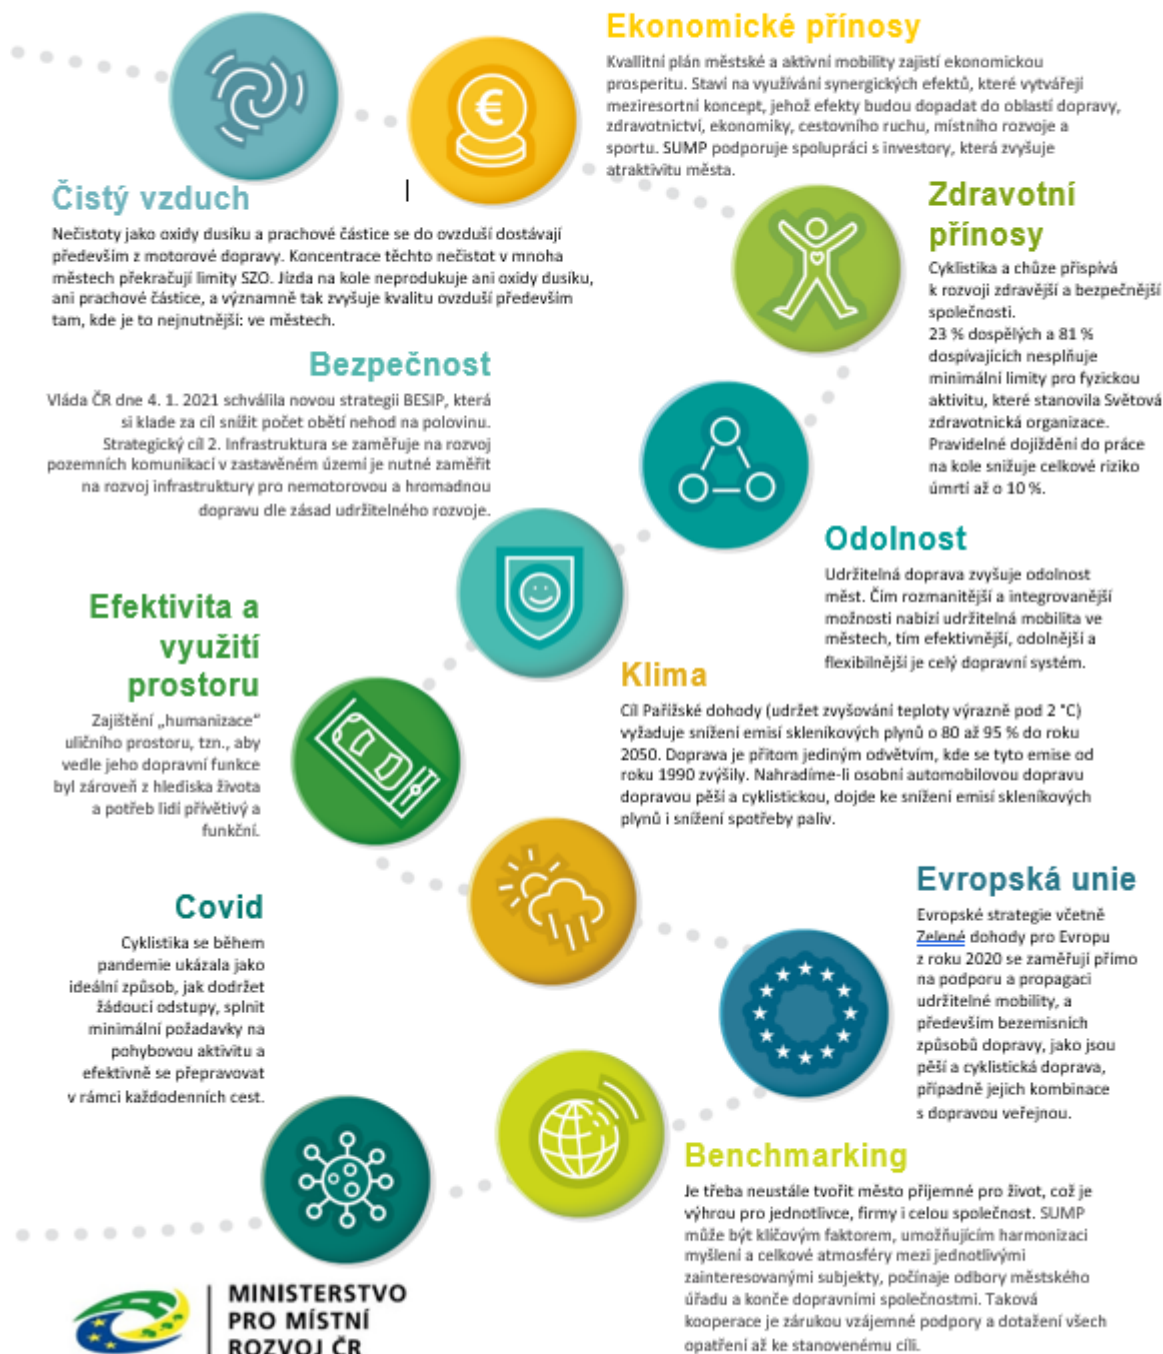 Ekonomické přínosy
Kvallitní plán městské a aktivní mobility zajistí ekonomickou
prosperitu. Staví na využívání synergických efektů, které vytvářejí
meziresortní koncept, jehož efekty budou dopadat do oblastí dopravy,
zdravotnictví, ekonomiky, cestovního ruchu, místního rozvoje a
sportu. SUMP podporuje spolupráci s investory, která zvyšuje
atraktivitu města.
Čistý vzduch
Nečistoty jako oxidy dusíku a prachové částice se do ovzduší dostávají
především z motorové dopravy. Koncentrace těchto nečistot v mnoha
městech překračují limity SZO. Jízda na kole neprodukuje ani oxidy dusíku,
ani prachové částice, a významně tak zvyšuje kvalitu ovzduší především
tam, kde je to nejnutnější: ve městech.
Zdravotní
přínosy
Cyklistika a chůze přispívá
k rozvoji zdravější a bezpečnější
společnosti.
23 % dospělých a 81 %
dospívajících nesplňuje
minimální limity pro fyzickou
aktivitu, které stanovila Světová
zdravotnická organizace.
Pravidelné dojíždění do práce
na kole snižuje celkové riziko
úmrtí až o 10 %.
Bezpečnost
Vláda ČR dne 4. 1. 2021 schválila novou strategii BESIP, která
si klade za cíl snížit počet obětí nehod na polovinu.
Strategický cíl 2. Infrastruktura se zaměřuje na rozvoj
pozemních komunikací v zastavěném území je nutné zaměřit
na rozvoj infrastruktury pro nemotorovou a hromadnou
dopravu dle zásad udržitelného rozvoje.
Odolnost
Udržitelná doprava zvyšuje odolnost
měst. Čím rozmanitější a integrovanější
možnosti nabízí udržitelná mobilita ve
městech, tím efektivnější, odolnější a
flexibilnější je celý dopravní systém.
Efektivita a
využití
prostoru
Zajištění „humanizace“
uličního prostoru, tzn., aby
vedle jeho dopravní funkce
byl zároveň z hlediska života
a potřeb lidí přívětivý a
funkční.
Klima
Cíl Pařížské dohody (udržet zvyšování teploty výrazně pod 2 °C)
vyžaduje snížení emisí skleníkových plynů o 80 až 95 % do roku
2050. Doprava je přitom jediným odvětvím, kde se tyto emise od
roku 1990 zvýšily. Nahradíme-li osobní automobilovou dopravu
dopravou pěší a cyklistickou, dojde ke snížení emisí skleníkových
plynů i snížení spotřeby paliv.
Covid
Cyklistika se během
pandemie ukázala jako
ideální způsob, jak dodržet
žádoucí odstupy, splnit
minimální požadavky na
pohybovou aktivitu a
efektivně se přepravovat
v rámci každodenních cest.
Evropská unie
Evropské strategie včetně
Zelené dohody pro Evropu
z roku 2020 se zaměřují přímo
na podporu a propagaci
udržitelné mobility, a
především bezemisních
způsobů dopravy, jako jsou
pěší a cyklistická doprava,
případně jejich kombinace
s dopravou veřejnou.
Benchmarking
Je třeba neustále tvořit město příjemné pro život, což je
výhrou pro jednotlivce, firmy i celou společnost. SUMP
může být klíčovým faktorem, umožňujícím harmonizaci
myšlení a celkové atmosféry mezi jednotlivými
zainteresovanými subjekty, počínaje odbory městského
úřadu a konče dopravními společnostmi. Taková
kooperace je zárukou vzájemné podpory a dotažení všech
opatření až ke stanovenému cíli.
MINISTERSTVO
PRO MÍSTNÍ
ROZVOJ ČR